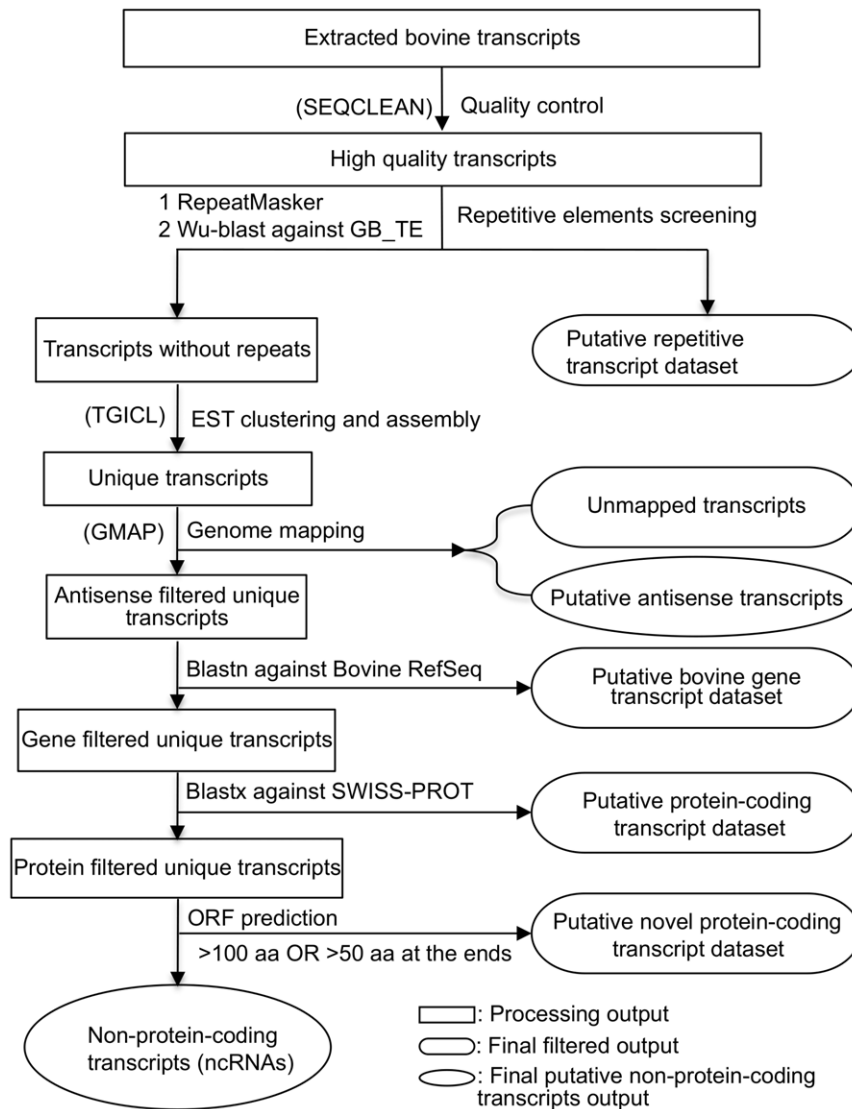 Extracted bovine transcripts
(SEQCLEAN) Quality control
High quality transcripts
1 RepeatMasker
2 Wu-blast against GB_TE
Repetitive elements screening
Transcripts without repeats
Putative repetitive
transcript dataset
(TGICL) EST clustering and assembly
Unique transcripts
Unmapped transcripts
(GMAP) Genome mapping
Antisense filtered unique
transcripts
Putative antisense transcripts
Blastn against Bovine RefSeq
Putative bovine gene
transcript dataset
Gene filtered unique transcripts
Blastx against SWISS-PROT
Putative protein-coding
transcript dataset
Protein filtered unique transcripts
ORF prediction
>100 aa OR >50 aa at the ends
Putative novel protein-coding
transcript dataset
Non-protein-coding
transcripts (ncRNAs)
: Processing output
: Final filtered output
: Final putative non-protein-coding
transcripts output